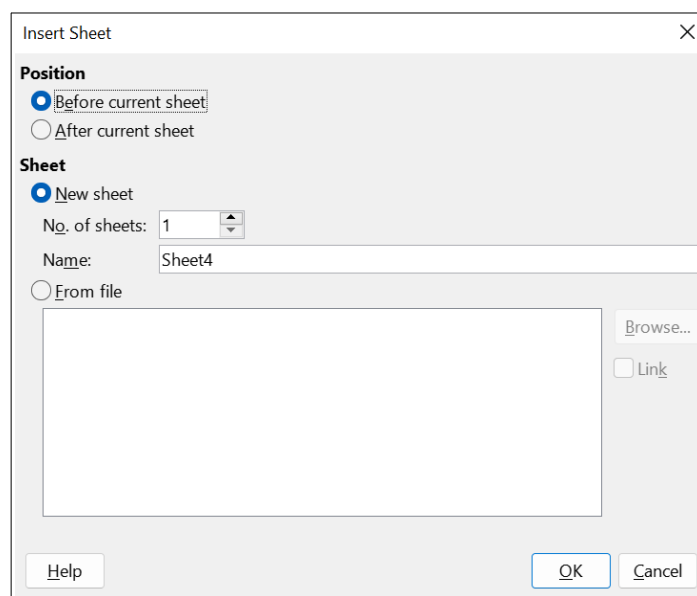 Insert Sheet
Position
Before current sheet
After current sheet
Sheet
New sheet
No. of sheets: 1
Name: Sheet4
From file
Browse...
Link
Help OK Cancel